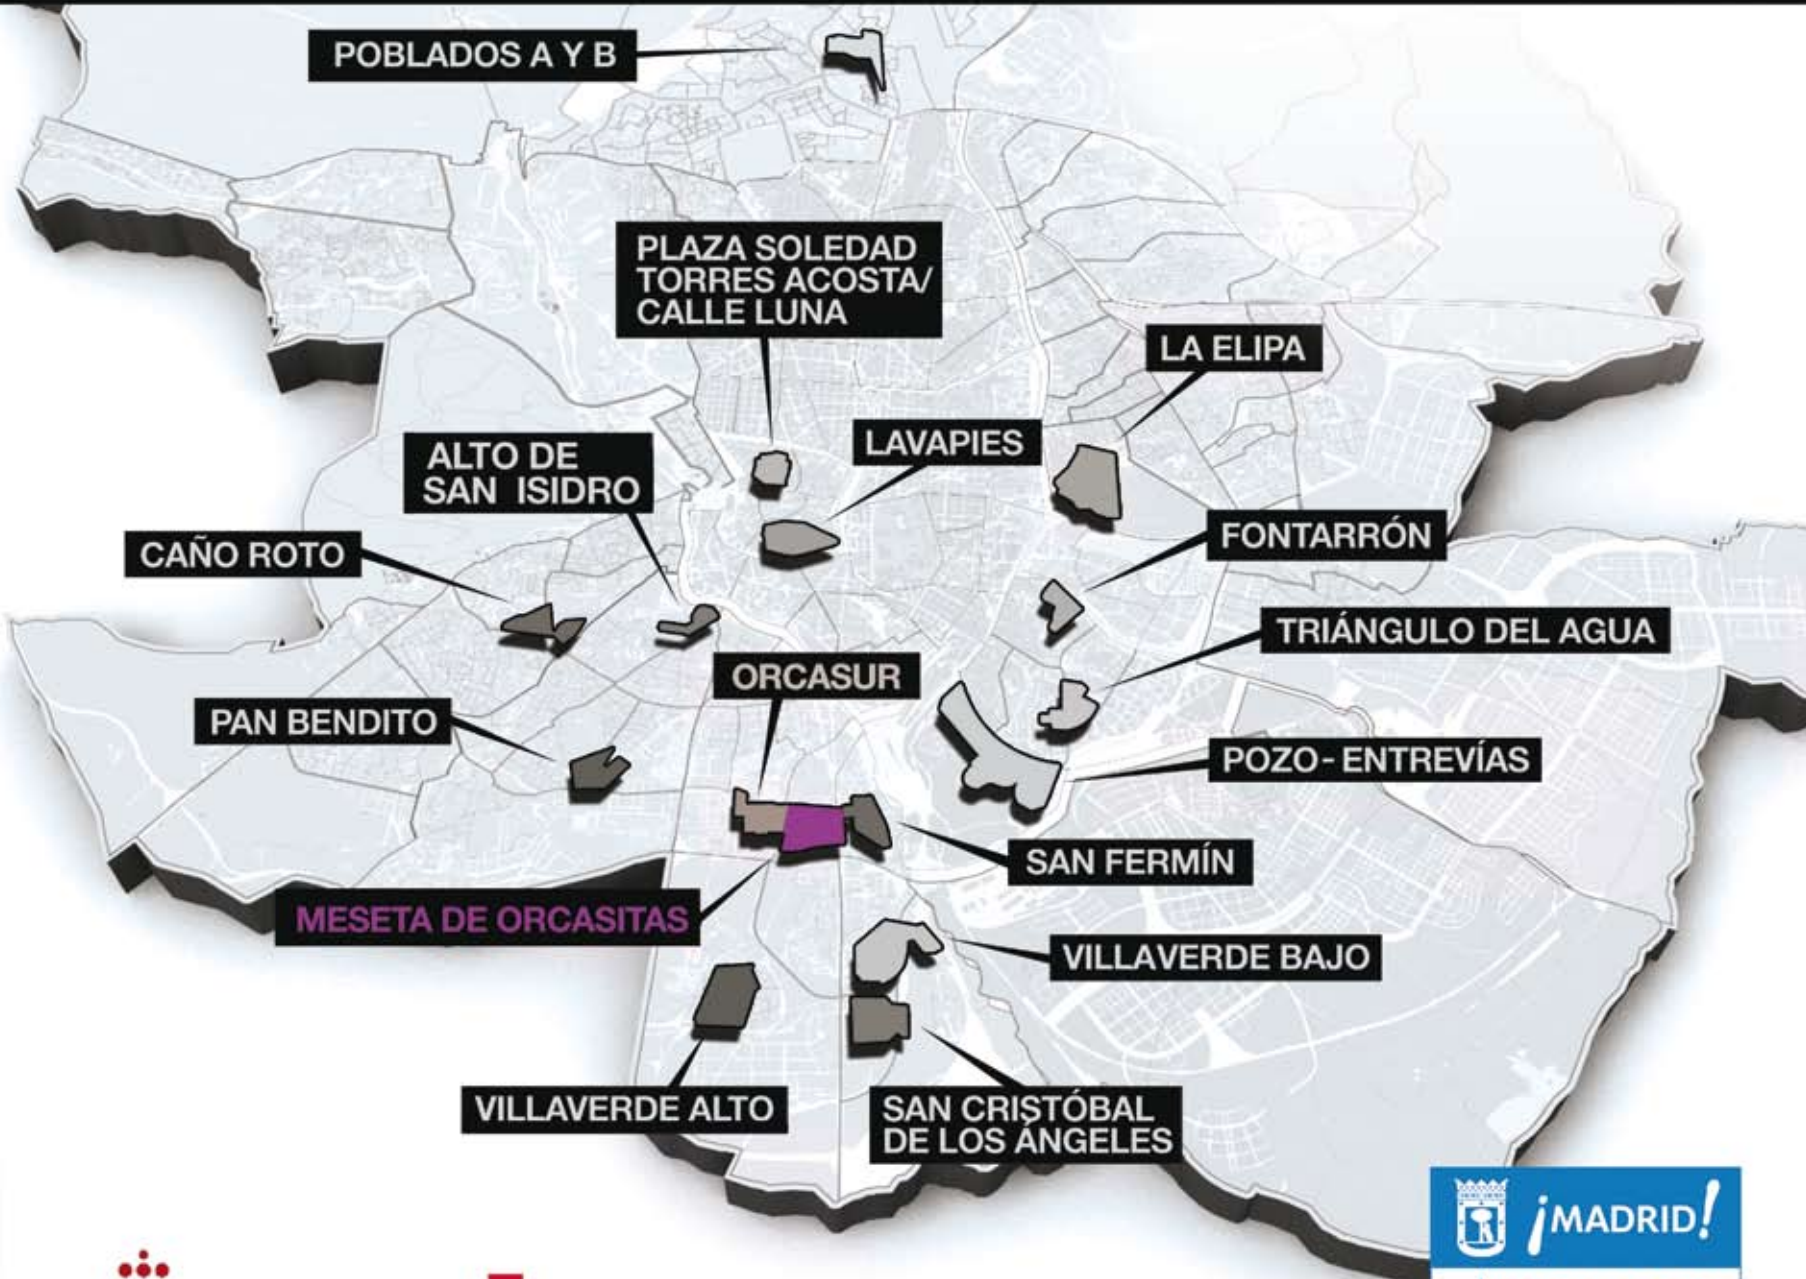 POBLADOS A Y B
PLAZA SOLEDAD
TORRES ACOSTA/
CALLE LUNA
LA ELIPA
LAVAPIES
ALTO DE
SAN ISIDRO
FONTARRÓN
CAÑO ROTO
TRIÁNGULO DEL AGUA
ORCASUR
PAN BENDITO
POZO-ENTREVÍAS
SAN FERMÍN
MESETA DE ORCASITAS
VILLAVERDE BAJO
VILLAVERDE ALTO
SAN CRISTÓBAL
DE LOS ÁNGELES
¡MADRID!